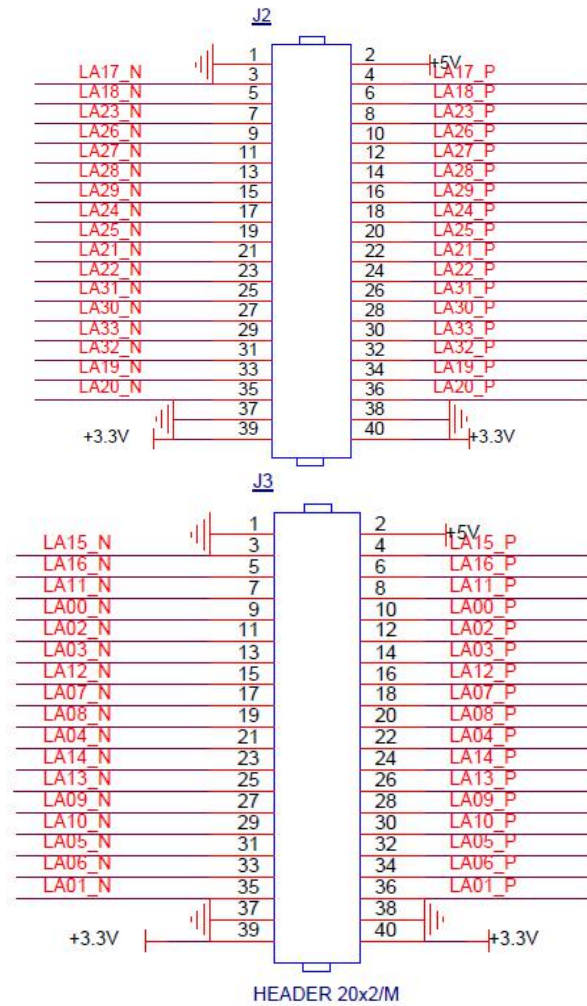 J2
1 2
+5V
LA17_N 3 4 LA17_P
LA18_N 5 6 LA18_P
LA23_N 7 8 LA23_P
LA26_N 9 10 LA26_P
LA27_N 11 12 LA27_P
LA28_N 13 14 LA28_P
LA29_N 15 16 LA29_P
LA24_N 17 18 LA24_P
LA25_N 19 20 LA25_P
LA21_N 21 22 LA21_P
LA22_N 23 24 LA22_P
LA31_N 25 26 LA31_P
LA30_N 27 28 LA30_P
LA33_N 29 30 LA33_P
LA32_N 31 32 LA32_P
LA19_N 33 34 LA19_P
LA20_N 35 36 LA20_P
37 38
+3.3V 39 40 +3.3V
J3
1 2
+5V
LA15_N 3 4 LA15_P
LA16_N 5 6 LA16_P
LA11_N 7 8 LA11_P
LA00_N 9 10 LA00_P
LA02_N 11 12 LA02_P
LA03_N 13 14 LA03_P
LA12_N 15 16 LA12_P
LA07_N 17 18 LA07_P
LA08_N 19 20 LA08_P
LA04_N 21 22 LA04_P
LA14_N 23 24 LA14_P
LA13_N 25 26 LA13_P
LA09_N 27 28 LA09_P
LA10_N 29 30 LA10_P
LA05_N 31 32 LA05_P
LA06_N 33 34 LA06_P
LA01_N 35 36 LA01_P
37 38
+3.3V 39 40 +3.3V
HEADER 20x2/M